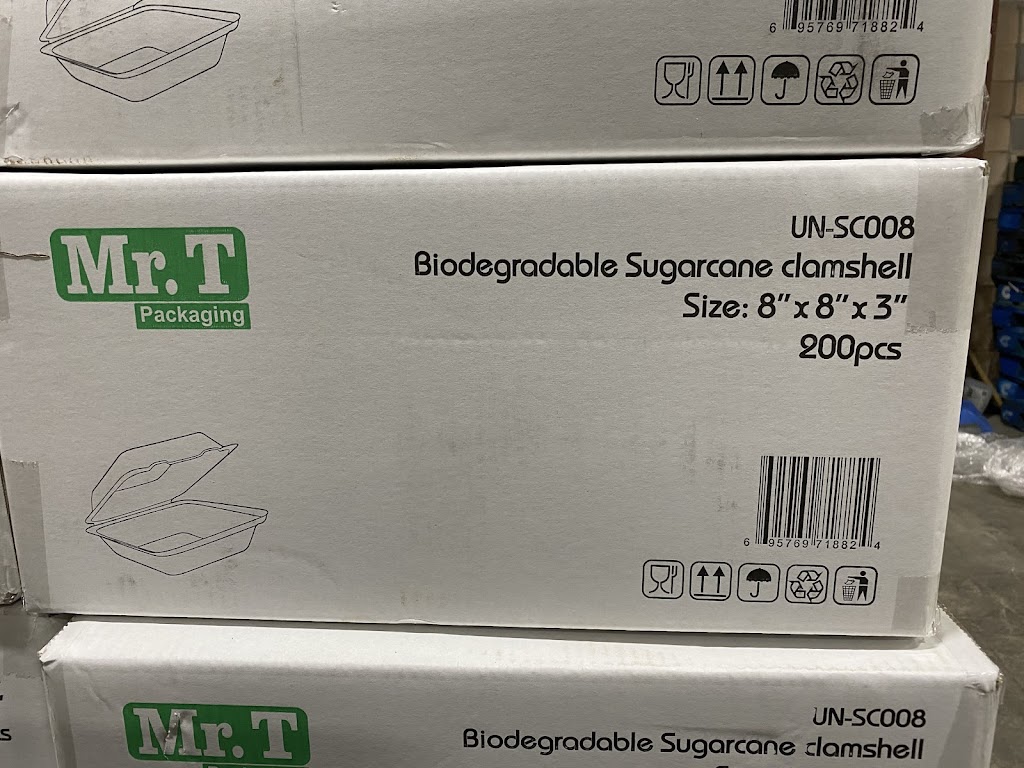 6 95769 71882 4
Mr. T
Packaging
UN-SC008
Biodegradable Sugarcane clamshell
Size: 8" x 8" x 3"
200pcs
6 95769 71882 4
Mr. T
UN-SC008
Biodegradable Sugarcane clamshell